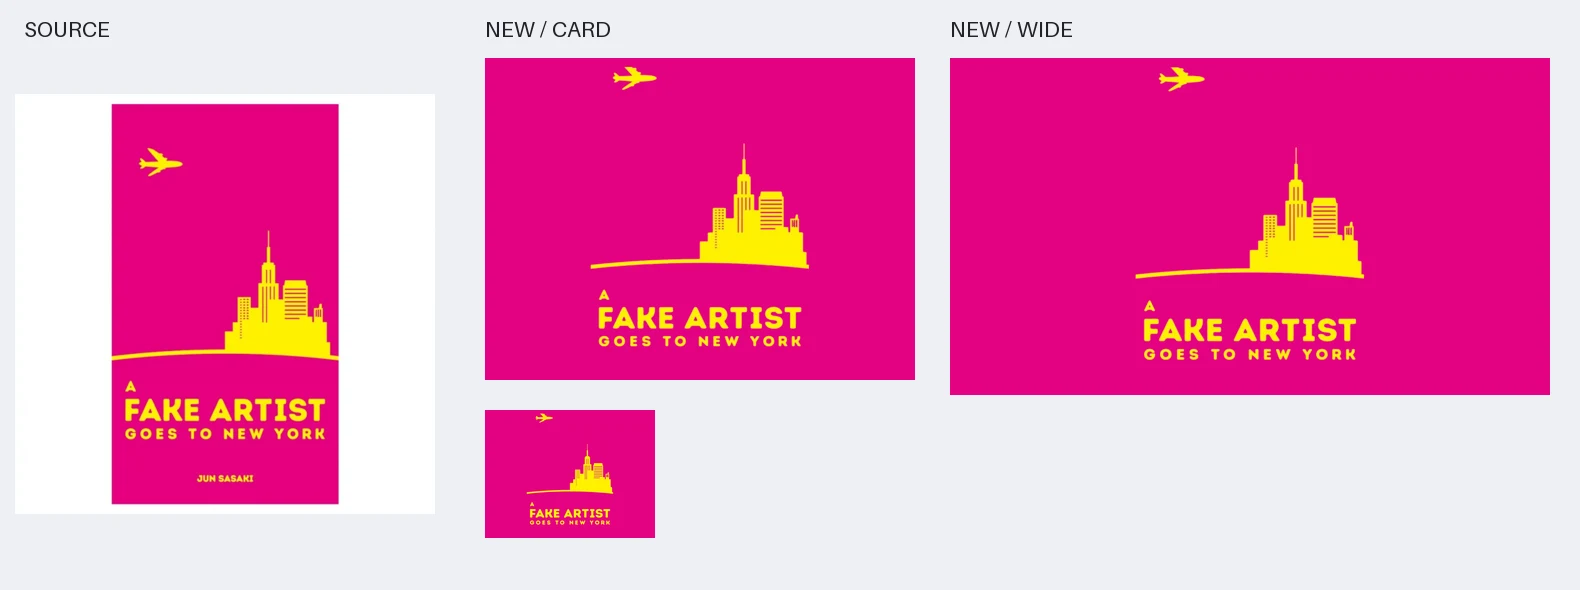 SOURCE
A
FAKE ARTIST
GOES TO NEW YORK
JUN SASAKI
NEW / CARD
A
FAKE ARTIST
GOES TO NEW YORK
A
FAKE ARTIST
GOES TO NEW YORK
NEW / WIDE
A
FAKE ARTIST
GOES TO NEW YORK